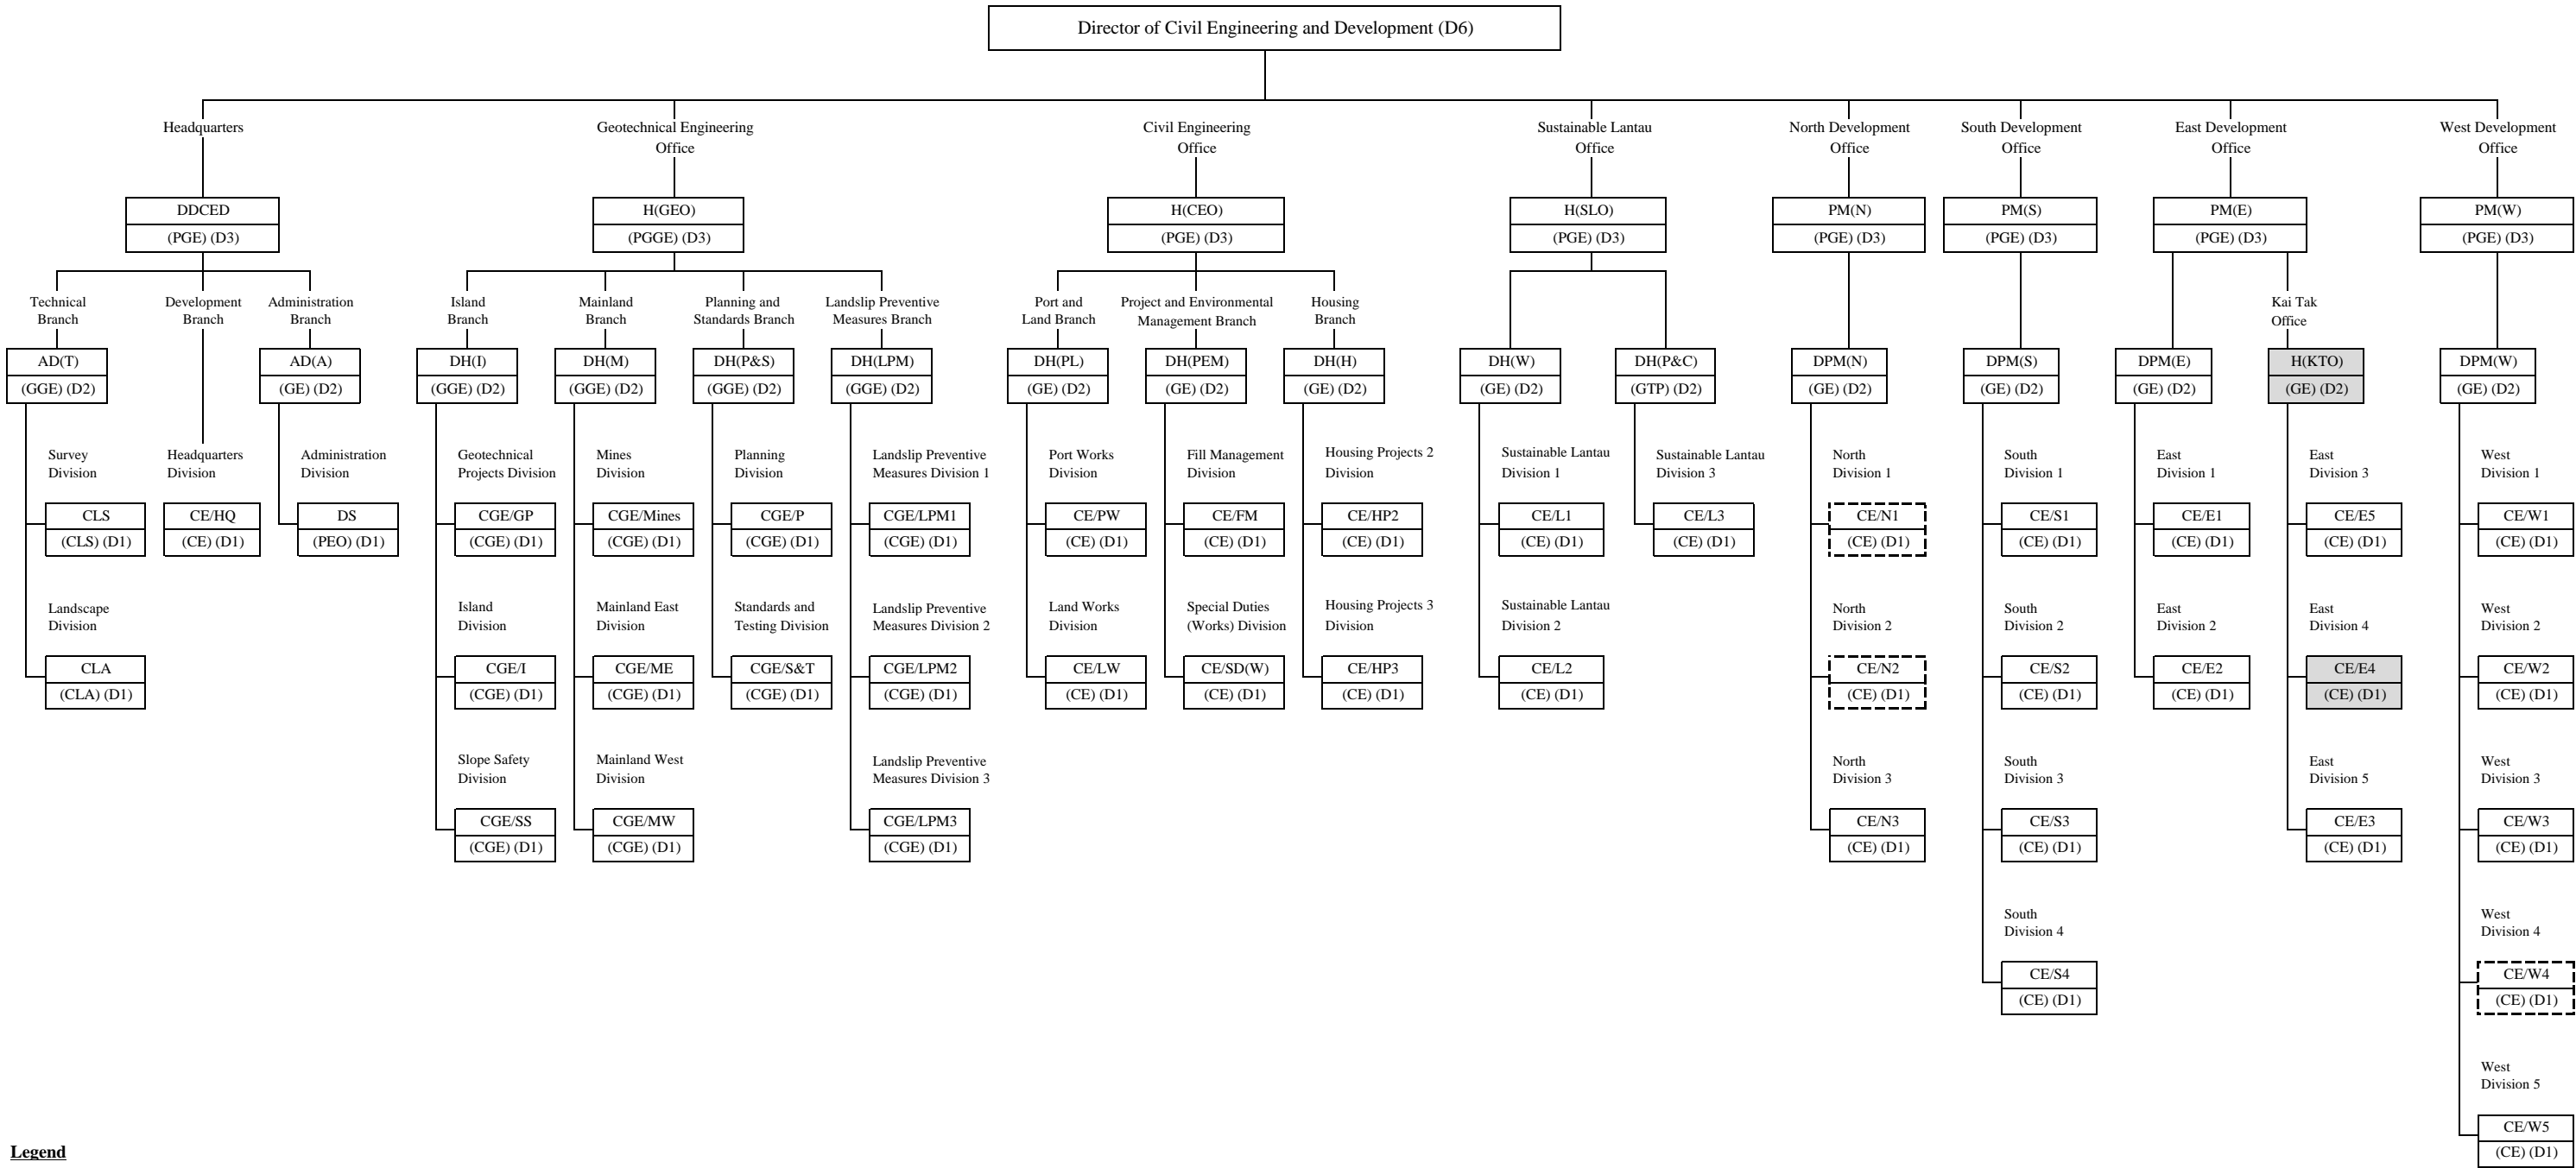 Director of Civil Engineering and Development (D6)
Headquarters
Geotechnical Engineering
Office
Civil Engineering
Office
Sustainable Lantau
Office
North Development
Office
South Development
Office
East Development
Office
West Development
Office
DDCED
(PGE) (D3)
H(GEO)
(PGGE) (D3)
H(CEO)
(PGE) (D3)
H(SLO)
(PGE) (D3)
PM(N)
(PGE) (D3)
PM(S)
(PGE) (D3)
PM(E)
(PGE) (D3)
PM(W)
(PGE) (D3)
Technical
Branch
Development
Branch
Administration
Branch
Island
Branch
Mainland
Branch
Planning and
Standards Branch
Landslip Preventive
Measures Branch
Port and
Land Branch
Project and Environmental
Management Branch
Housing
Branch
Kai Tak
Office
AD(T)
(GGE) (D2)
AD(A)
(GE) (D2)
DH(I)
(GGE) (D2)
DH(M)
(GGE) (D2)
DH(P&S)
(GGE) (D2)
DH(LPM)
(GGE) (D2)
DH(PL)
(GE) (D2)
DH(PEM)
(GE) (D2)
DH(H)
(GE) (D2)
DH(W)
(GE) (D2)
DH(P&C)
(GTP) (D2)
DPM(N)
(GE) (D2)
DPM(S)
(GE) (D2)
DPM(E)
(GE) (D2)
H(KTO)
(GE) (D2)
DPM(W)
(GE) (D2)
Survey
Division
Headquarters
Division
Administration
Division
Geotechnical
Projects Division
Mines
Division
Planning
Division
Landslip Preventive
Measures Division 1
Port Works
Division
Fill Management
Division
Housing Projects 2
Division
Sustainable Lantau
Division 1
Sustainable Lantau
Division 3
North
Division 1
South
Division 1
East
Division 1
East
Division 3
West
Division 1
CLS
(CLS) (D1)
CE/HQ
(CE) (D1)
DS
(PEO) (D1)
CGE/GP
(CGE) (D1)
CGE/Mines
(CGE) (D1)
CGE/P
(CGE) (D1)
CGE/LPM1
(CGE) (D1)
CE/PW
(CE) (D1)
CE/FM
(CE) (D1)
CE/HP2
(CE) (D1)
CE/L1
(CE) (D1)
CE/L3
(CE) (D1)
CE/N1
(CE) (D1)
CE/S1
(CE) (D1)
CE/E1
(CE) (D1)
CE/E5
(CE) (D1)
CE/W1
(CE) (D1)
Landscape
Division
Island
Division
Mainland East
Division
Standards and
Testing Division
Landslip Preventive
Measures Division 2
Land Works
Division
Special Duties
(Works) Division
Housing Projects 3
Division
Sustainable Lantau
Division 2
North
Division 2
South
Division 2
East
Division 2
East
Division 4
West
Division 2
CLA
(CLA) (D1)
CGE/I
(CGE) (D1)
CGE/ME
(CGE) (D1)
CGE/S&T
(CGE) (D1)
CGE/LPM2
(CGE) (D1)
CE/LW
(CE) (D1)
CE/SD(W)
(CE) (D1)
CE/HP3
(CE) (D1)
CE/L2
(CE) (D1)
CE/N2
(CE) (D1)
CE/S2
(CE) (D1)
CE/E2
(CE) (D1)
CE/E4
(CE) (D1)
CE/W2
(CE) (D1)
Slope Safety
Division
Mainland West
Division
Landslip Preventive
Measures Division 3
North
Division 3
South
Division 3
East
Division 5
West
Division 3
CGE/SS
(CGE) (D1)
CGE/MW
(CGE) (D1)
CGE/LPM3
(CGE) (D1)
CE/N3
(CE) (D1)
CE/S3
(CE) (D1)
CE/E3
(CE) (D1)
CE/W3
(CE) (D1)
South
Division 4
West
Division 4
CE/S4
(CE) (D1)
CE/W4
(CE) (D1)
West
Division 5
CE/W5
(CE) (D1)
Legend